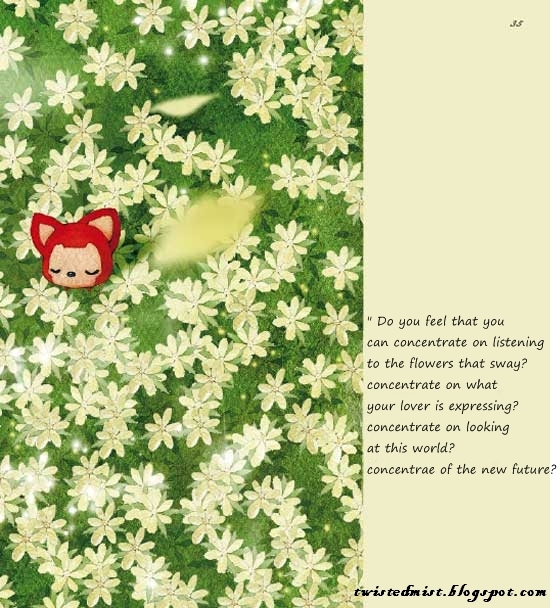 35
" Do you feel that you
can concentrate on listening
to the flowers that sway?
concentrate on what
your lover is expressing?
concentrate on looking
at this world?
concentrae of the new future?
twistedmist.blogspot.com